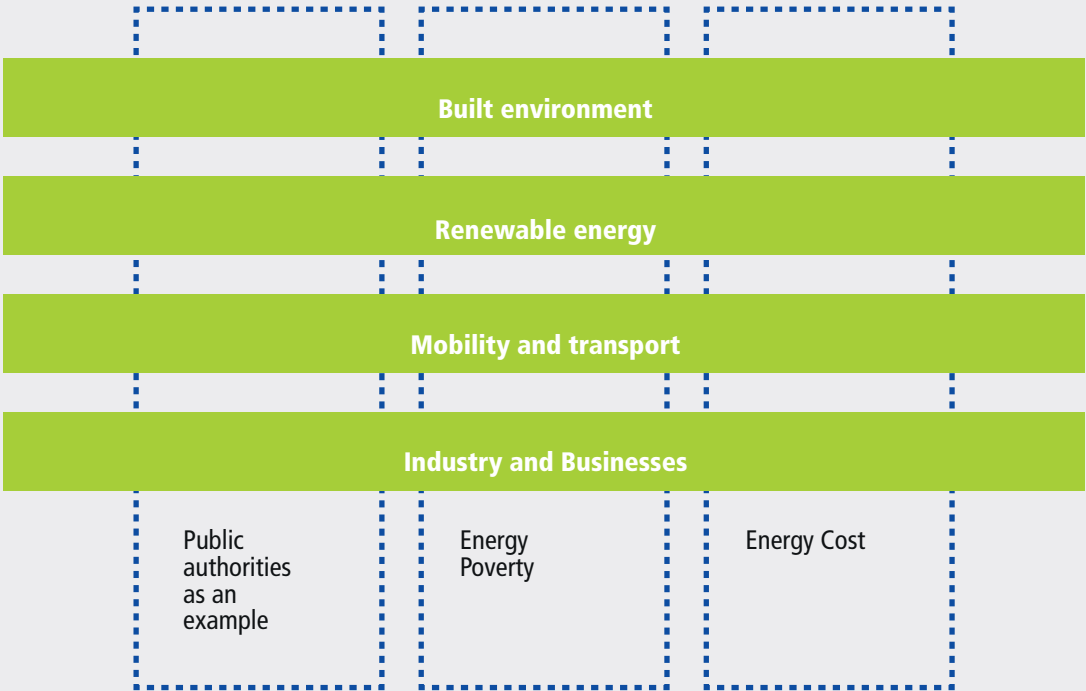 Built environment
Renewable energy
Mobility and transport
Industry and Businesses
Public
authorities
as an
example
Energy
Poverty
Energy Cost